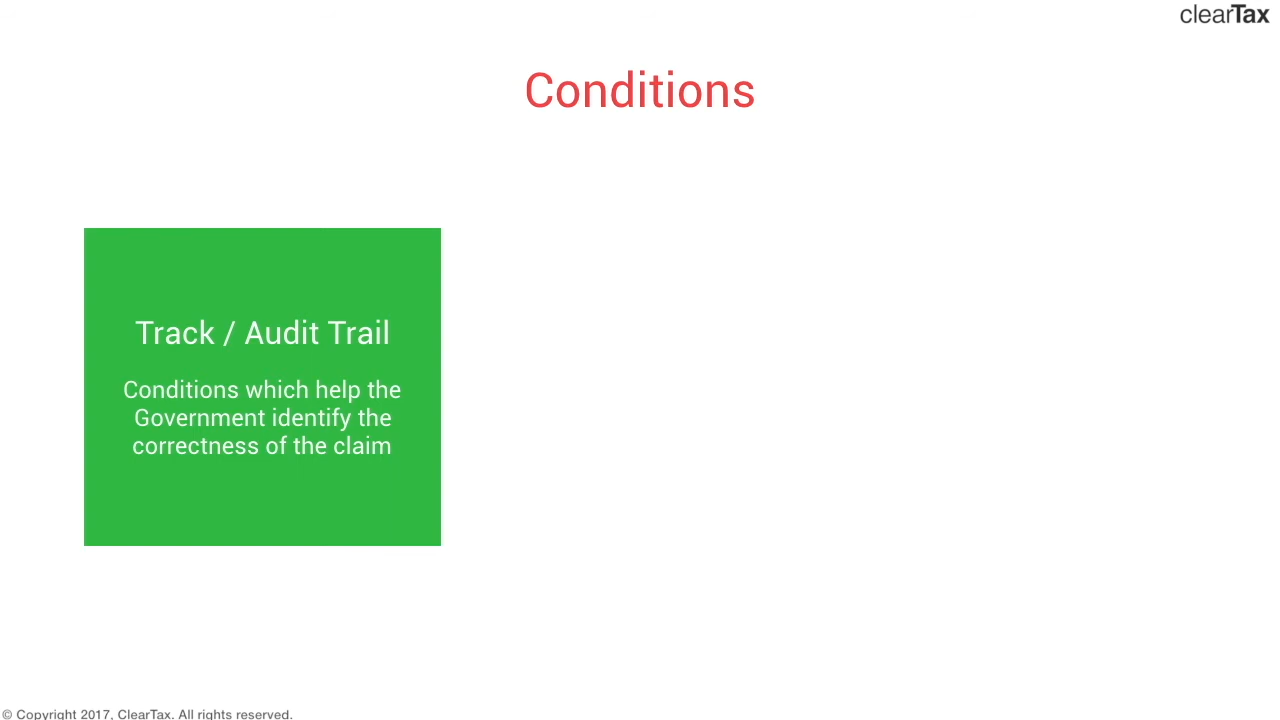 clearTax
Conditions
Track / Audit Trail
Conditions which help the
Government identify the
correctness of the claim
© Copyright 2017, ClearTax. All rights reserved.